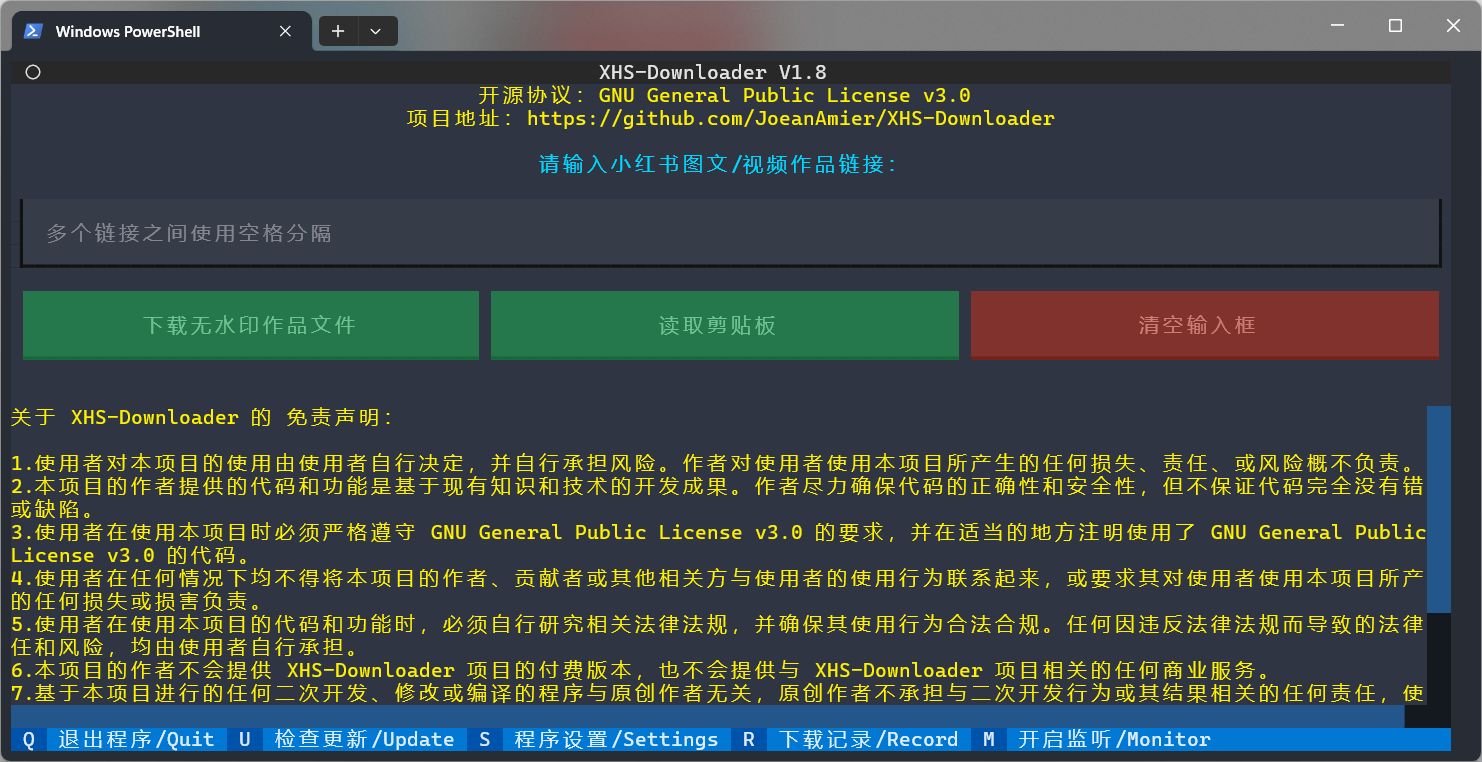 Windows PowerShell
XHS-Downloader V1.8
开源协议：GNU General Public License v3.0
项目地址：https://github.com/JoeanAmier/XHS-Downloader
请输入小红书图文/视频作品链接：
多个链接之间使用空格分隔
下载无水印作品文件 读取剪贴板 清空输入框
关于 XHS-Downloader 的 免责声明：
1.使用者对本项目的使用由使用者自行决定，并自行承担风险。作者对使用者使用本项目所产生的任何损失、责任、或风险概不负责。
2.本项目的作者提供的代码和功能是基于现有知识和技术的开发成果。作者尽力确保代码的正确性和安全性，但不保证代码完全没有错
或缺陷。
3.使用者在使用本项目时必须严格遵守 GNU General Public License v3.0 的要求，并在适当的地方注明使用了 GNU General Public
License v3.0 的代码。
4.使用者在任何情况下均不得将本项目的作者、贡献者或其他相关方与使用者的使用行为联系起来，或要求其对使用者使用本项目所产
的任何损失或损害负责。
5.使用者在使用本项目的代码和功能时，必须自行研究相关法律法规，并确保其使用行为合法合规。任何因违反法律法规而导致的法律
任和风险，均由使用者自行承担。
6.本项目的作者不会提供 XHS-Downloader 项目的付费版本，也不会提供与 XHS-Downloader 项目相关的任何商业服务。
7.基于本项目进行的任何二次开发、修改或编译的程序与原创作者无关，原创作者不承担与二次开发行为或其结果相关的任何责任，使
Q 退出程序/Quit U 检查更新/Update S 程序设置/Settings R 下载记录/Record M 开启监听/Monitor